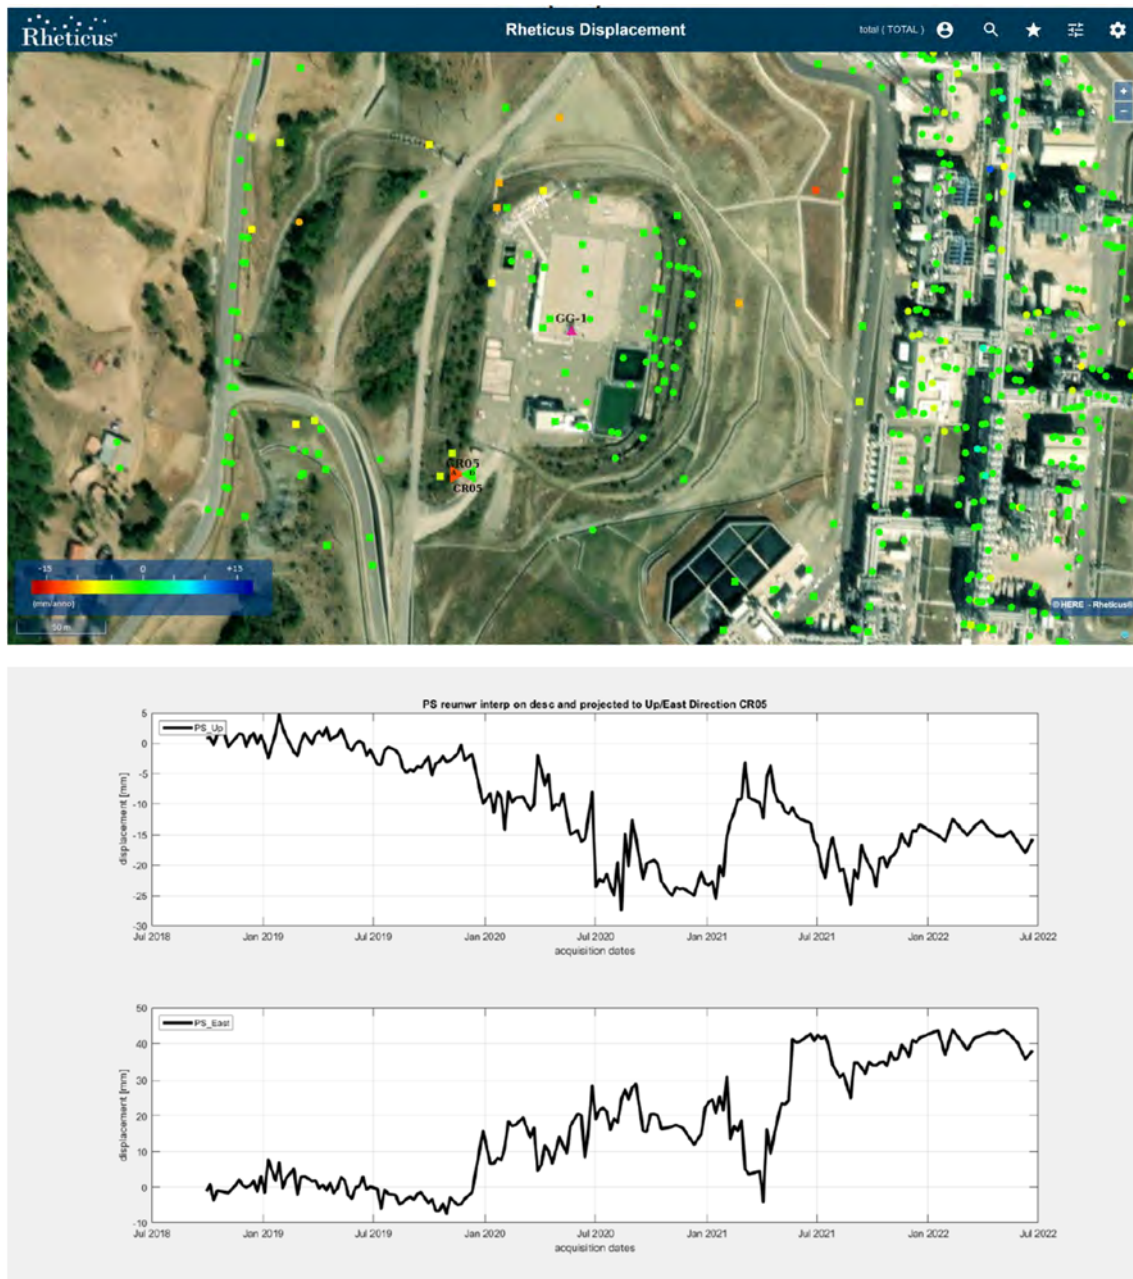 Rheticus®
Rheticus Displacement
total ( TOTAL )
+
−
GG-1
CR05
CR05
-15 0 +15
(mm/anno)
50 m
© HERE - Rheticus®
PS reunwr interp on desc and projected to Up/East Direction CR05
PS_Up
displacement [mm]
5
0
-5
-10
-15
-20
-25
-30
Jul 2018 Jan 2019 Jul 2019 Jan 2020 Jul 2020 Jan 2021 Jul 2021 Jan 2022 Jul 2022
acquisition dates
PS_East
displacement [mm]
50
40
30
20
10
0
-10
Jul 2018 Jan 2019 Jul 2019 Jan 2020 Jul 2020 Jan 2021 Jul 2021 Jan 2022 Jul 2022
acquisition dates